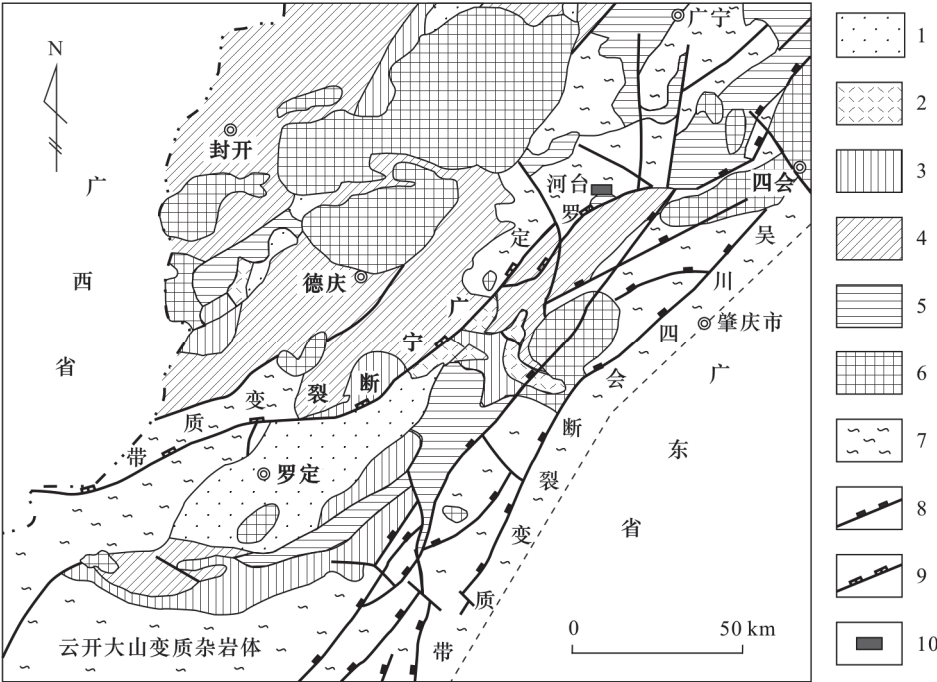 N
广宁
封开
河台
四会
广西省
德庆
肇庆市
罗定广宁断裂变质带
吴川四会断裂变质带
罗定
广东省
云开大山变质杂岩体
0 50 km
1
2
3
4
5
6
7
8
9
10